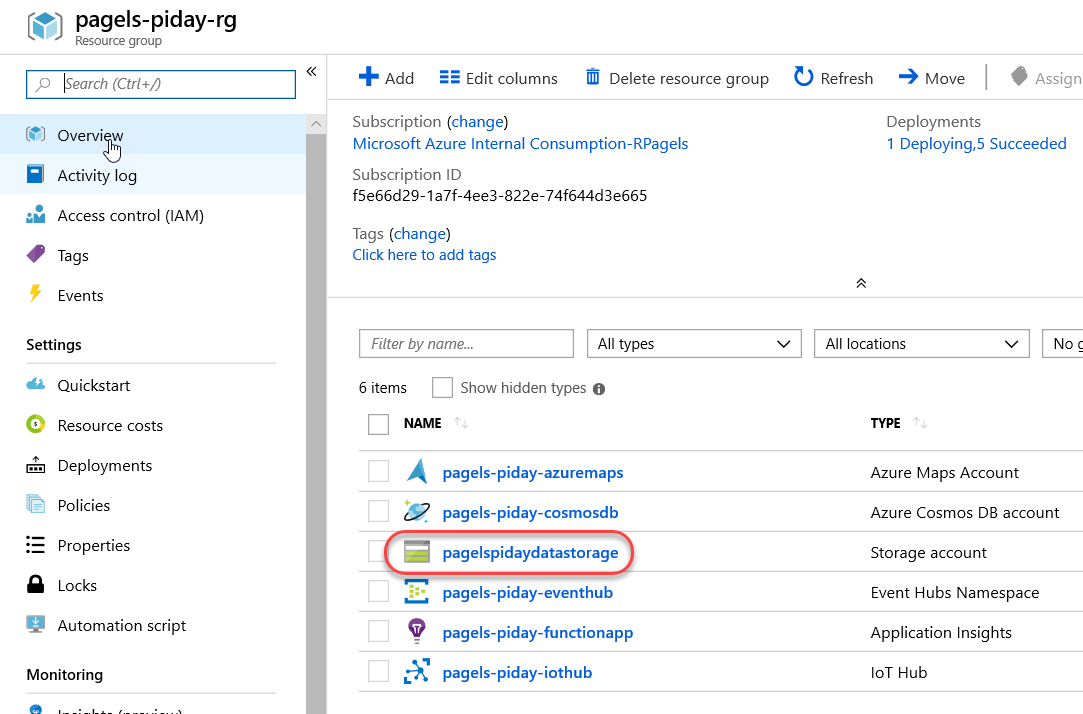 pagels-piday-rg
Resource group
Search (Ctrl+/)
«
Overview
Activity log
Access control (IAM)
Tags
Events
Settings
Quickstart
Resource costs
Deployments
Policies
Properties
Locks
Automation script
Monitoring
Insights (preview)
Add
Edit columns
Delete resource group
Refresh
Move
Assign
Subscription (change)
Microsoft Azure Internal Consumption-RPagels
Deployments
1 Deploying,5 Succeeded
Subscription ID
f5e66d29-1a7f-4ee3-822e-74f644d3e665
Tags (change)
Click here to add tags
Filter by name...
All types
All locations
No g
6 items
Show hidden types
NAME
TYPE
pagels-piday-azuremaps
Azure Maps Account
pagels-piday-cosmosdb
Azure Cosmos DB account
pagelspidaydatastorage
Storage account
pagels-piday-eventhub
Event Hubs Namespace
pagels-piday-functionapp
Application Insights
pagels-piday-iothub
IoT Hub